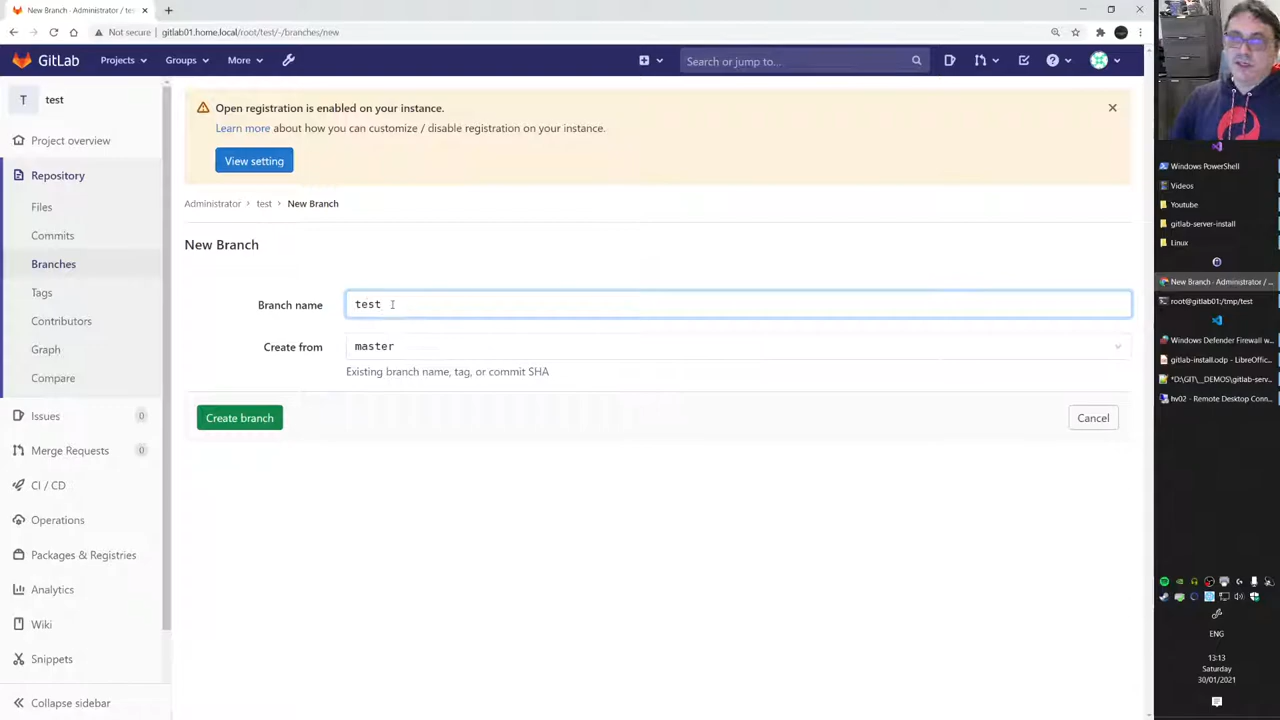 New Branch · Administrator / tes
Not secure | gitlab01.home.local/root/test/-/branches/new
GitLab
Projects
Groups
More
Search or jump to...
T
test
Project overview
Repository
Files
Commits
Branches
Tags
Contributors
Graph
Compare
Issues
0
Merge Requests
0
CI / CD
Operations
Packages & Registries
Analytics
Wiki
Snippets
Collapse sidebar
Open registration is enabled on your instance.
Learn more about how you can customize / disable registration on your instance.
View setting
Administrator > test > New Branch
New Branch
Branch name
test
Create from
master
Existing branch name, tag, or commit SHA
Create branch
Cancel
Windows PowerShell
Videos
Youtube
gitlab-server-install
Linux
New Branch · Administrator / ...
root@gitlab01:/tmp/test
Windows Defender Firewall w...
gitlab-install.odp - LibreOffic...
*D:\GIT\__DEMOS\gitlab-serv...
hv02 - Remote Desktop Conn...
ENG
13:13
Saturday
30/01/2021